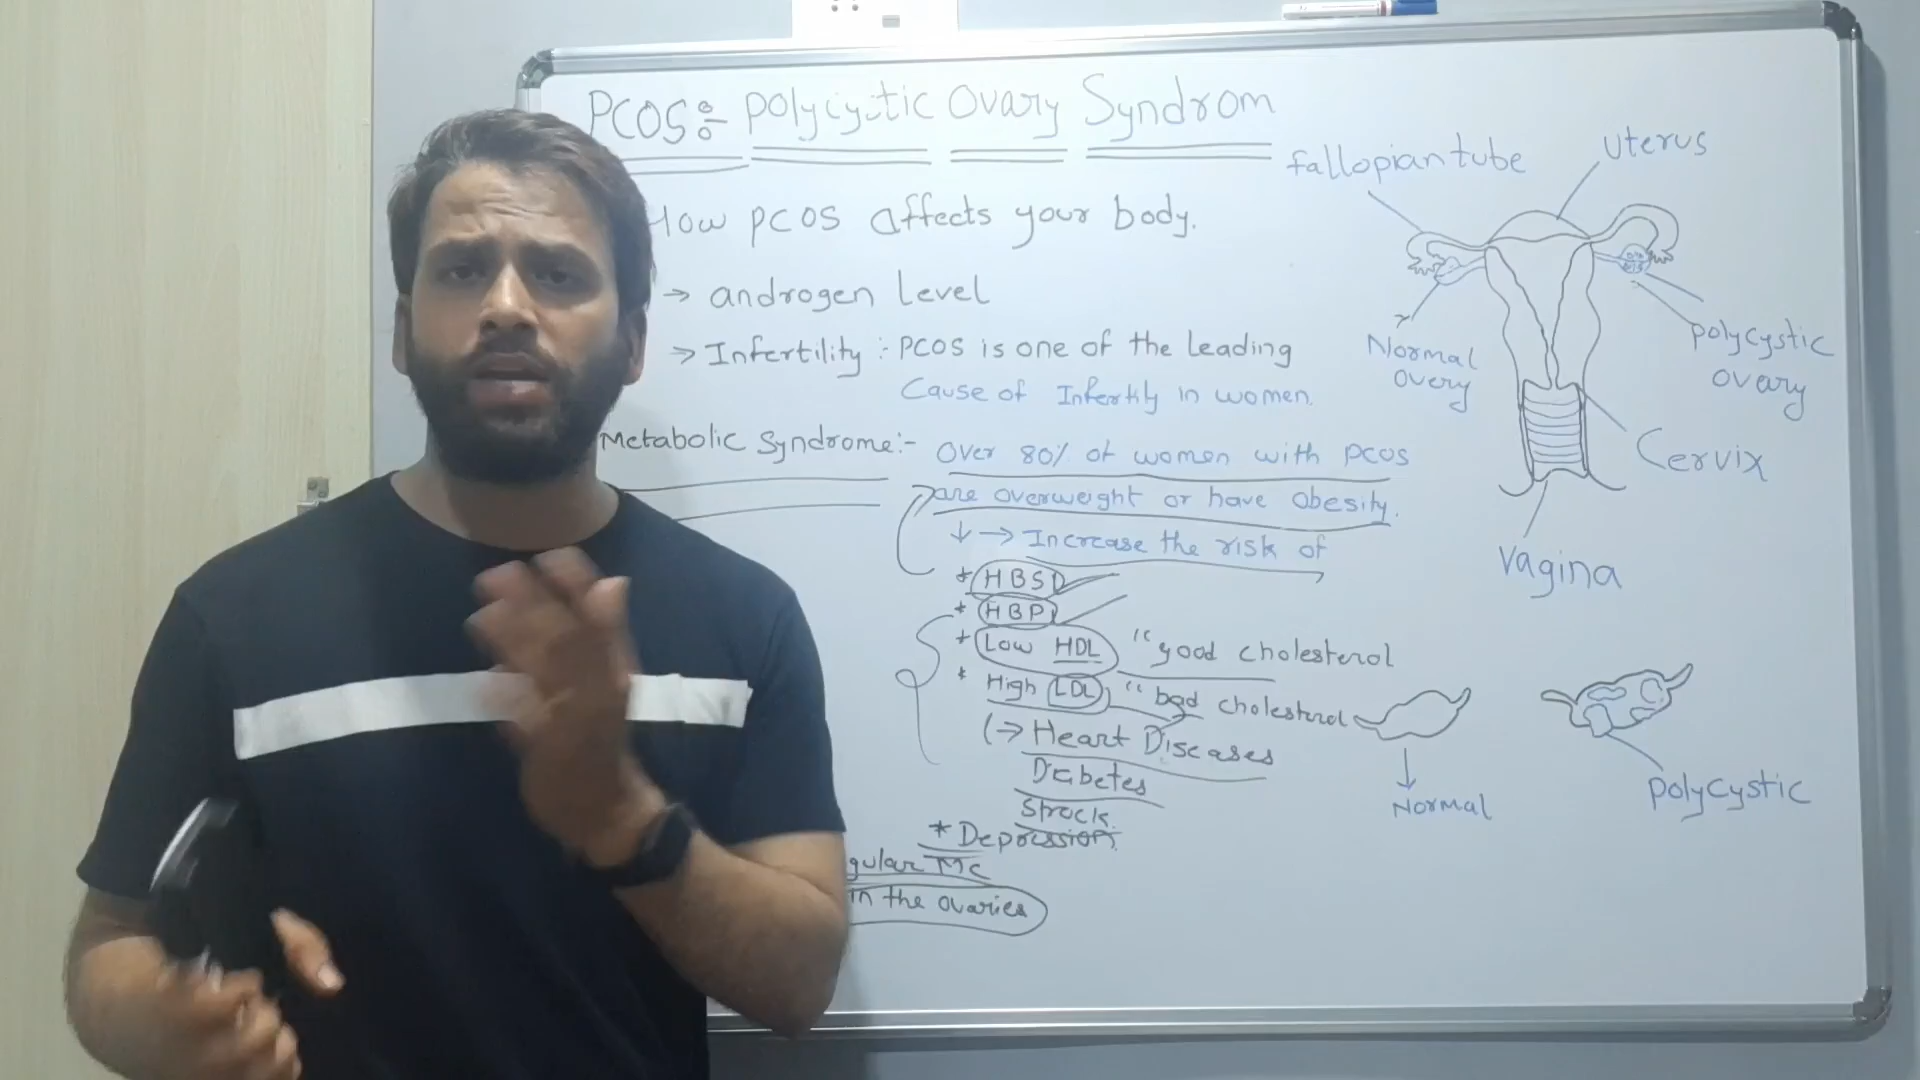 PCOS:- Polycystic Ovary Syndrom
How PCOS affects your body.
→ androgen level
→ Infertility :- PCOS is one of the leading
Cause of Infertily in women.
Metabolic Syndrome:- Over 80% of women with PCOS
are overweight or have obesity.
↓ → Increase the risk of
* HBSL
* HBP
* Low HDL "good cholesterol
* High LDL "bad cholesterol
(→ Heart Diseases
Diabetes
Strock
* Depression
gular MC
in the ovaries
fallopian tube
Uterus
Normal
overy
polycystic
ovary
Cervix
Vagina
Normal
polycystic